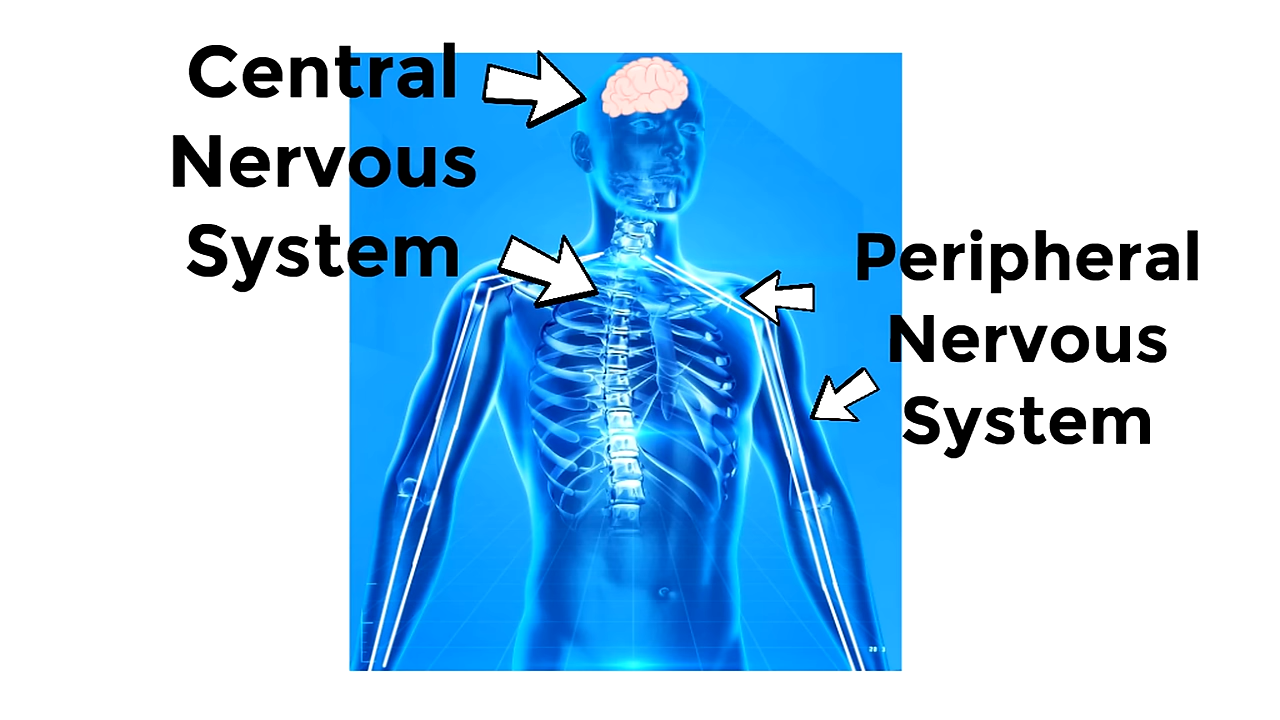 Central
Nervous
System
Peripheral
Nervous
System